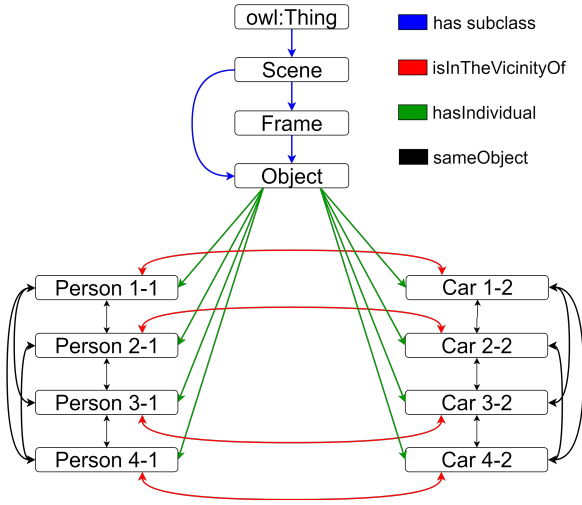 owl:Thing
has subclass
Scene
isInTheVicinityOf
Frame
hasIndividual
sameObject
Object
Person 1-1
Car 1-2
Person 2-1
Car 2-2
Person 3-1
Car 3-2
Person 4-1
Car 4-2